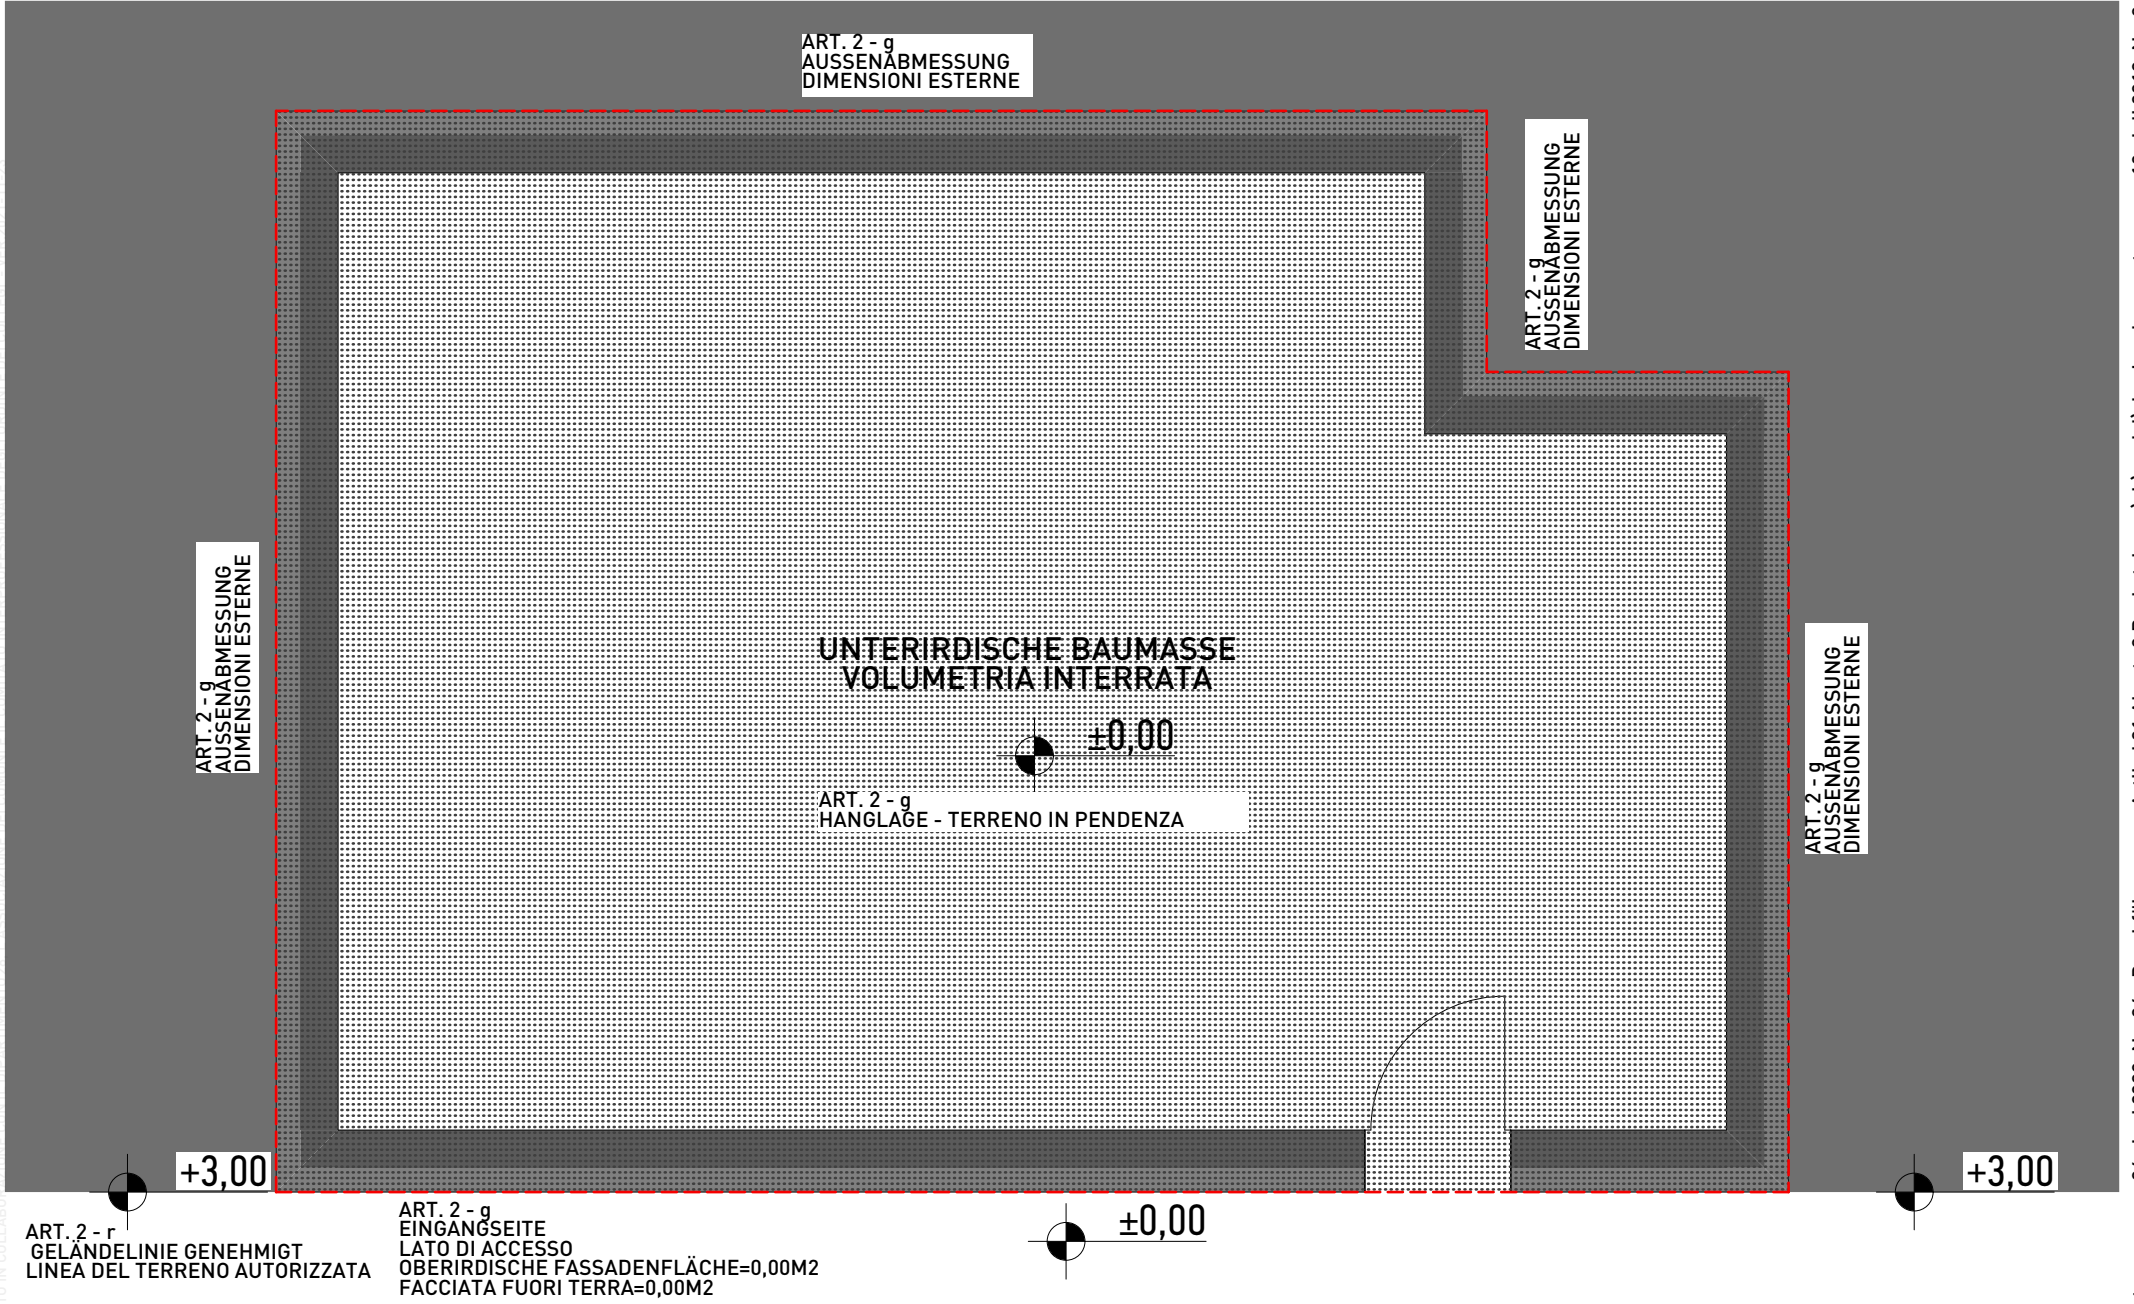 ART. 2 - g
AUSSENABMESSUNG
DIMENSIONI ESTERNE
ART. 2 - g
AUSSENABMESSUNG
DIMENSIONI ESTERNE
ART. 2 - g
AUSSENABMESSUNG
DIMENSIONI ESTERNE
UNTERIRDISCHE BAUMASSE
VOLUMETRIA INTERRATA
±0,00
ART. 2 - g
HANGLAGE - TERRENO IN PENDENZA
ART. 2 - g
AUSSENABMESSUNG
DIMENSIONI ESTERNE
+3,00
+3,00
ART. 2 - r
GELÄNDELINIE GENEHMIGT
LINEA DEL TERRENO AUTORIZZATA
ART. 2 - g
EINGANGSEITE
LATO DI ACCESSO
OBERIRDISCHE FASSADENFLÄCHE=0,00M2
FACCIATA FUORI TERRA=0,00M2
±0,00